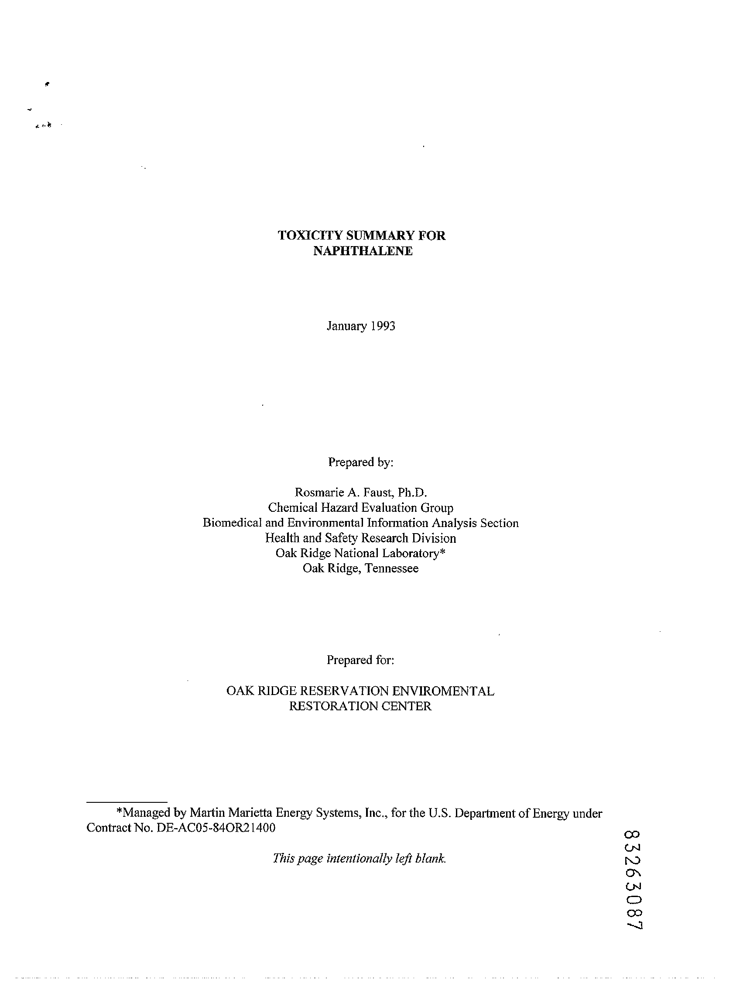 TOXICITY SUMMARY FOR
NAPHTHALENE
January 1993
Prepared by:
Rosmarie A. Faust, Ph.D.
Chemical Hazard Evaluation Group
Biomedical and Environmental Information Analysis Section
Health and Safety Research Division
Oak Ridge National Laboratory*
Oak Ridge, Tennessee
Prepared for:
OAK RIDGE RESERVATION ENVIROMENTAL
RESTORATION CENTER
*Managed by Martin Marietta Energy Systems, Inc., for the U.S. Department of Energy under
Contract No. DE-AC05-84OR21400
This page intentionally left blank.
83263087